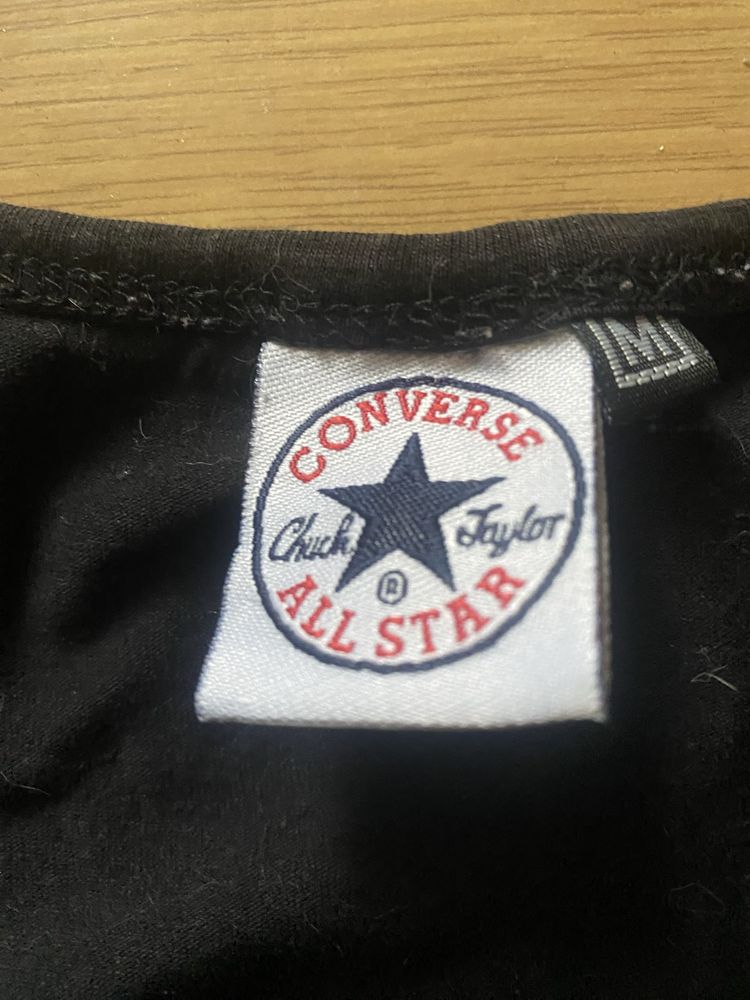 CONVERSE
Chuck Taylor
®
ALL STAR
M